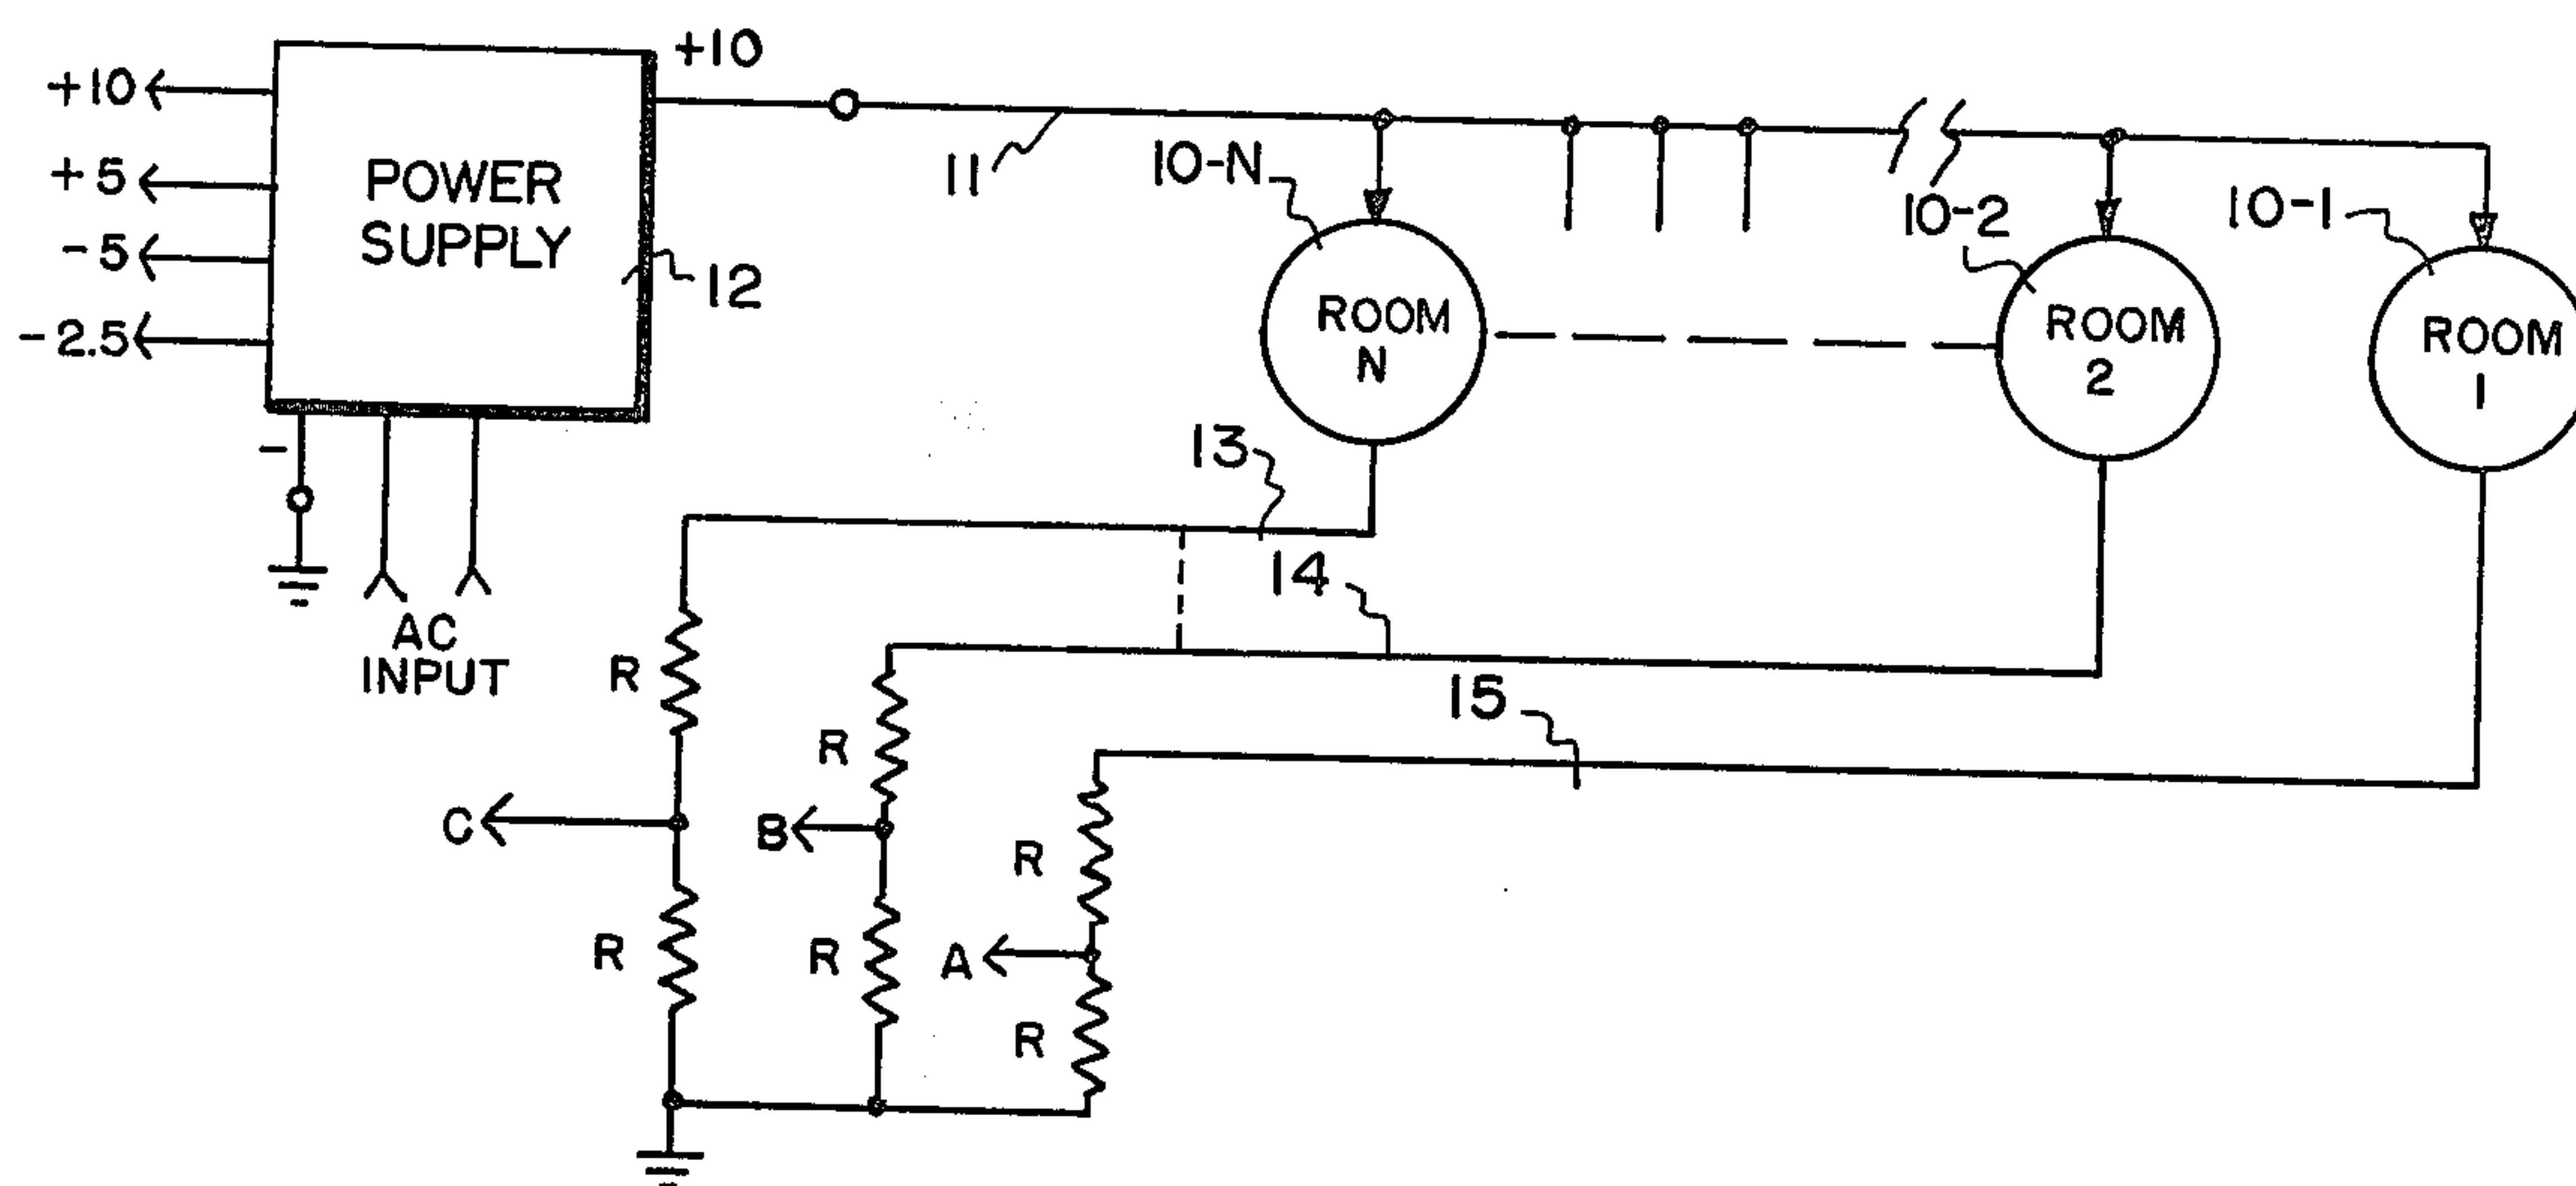 +10
+10
+5
-5
-2.5
POWER
SUPPLY
12
-
AC
INPUT
11
10-N
10-2
10-1
ROOM
N
ROOM
2
ROOM
1
13
14
15
R
R
R
C
B
A
R
R
R